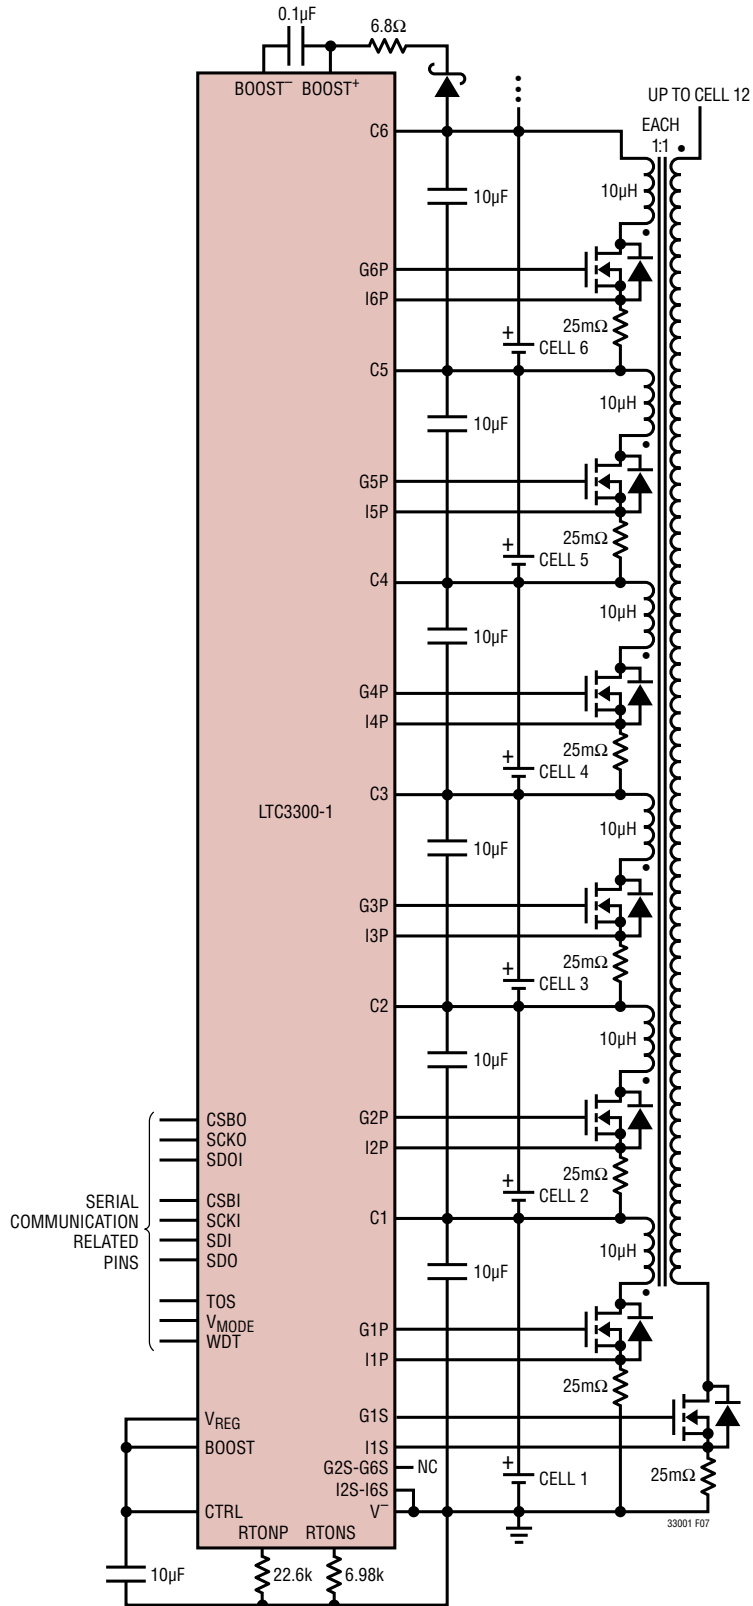 0.1µF
6.8Ω
BOOST⁻ BOOST⁺
UP TO CELL 12
EACH
1:1
C6
10µH
10µF
G6P
I6P
25mΩ
+
CELL 6
C5
10µH
10µF
G5P
I5P
25mΩ
+
CELL 5
C4
10µH
10µF
G4P
I4P
25mΩ
+
CELL 4
C3
LTC3300-1
10µH
10µF
G3P
I3P
25mΩ
+
CELL 3
C2
10µH
10µF
G2P
I2P
25mΩ
+
CELL 2
C1
10µH
10µF
G1P
I1P
25mΩ
G1S
I1S
G2S-G6S
NC
I2S-I6S
V⁻
+
CELL 1
25mΩ
33001 F07
SERIAL
COMMUNICATION
RELATED
PINS
CSBO
SCKO
SDOI
CSBI
SCKI
SDI
SDO
TOS
VMODE
WDT
VREG
BOOST
CTRL
RTONP RTONS
10µF
22.6k
6.98k